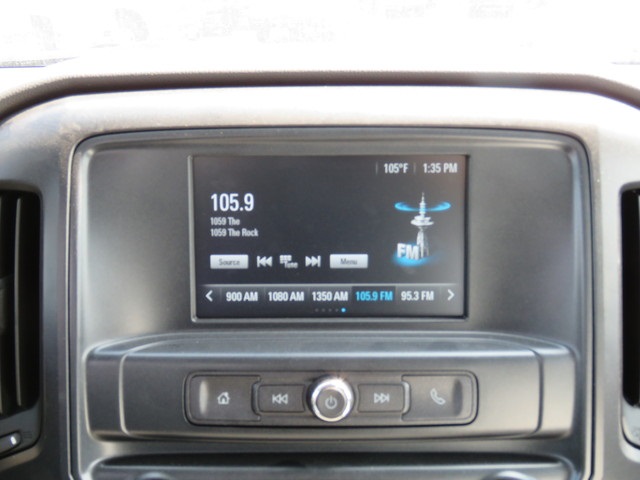 105°F 1:35 PM
105.9
1059 The
1059 The Rock
FM
Source Tune Menu
900 AM 1080 AM 1350 AM 105.9 FM 95.3 FM